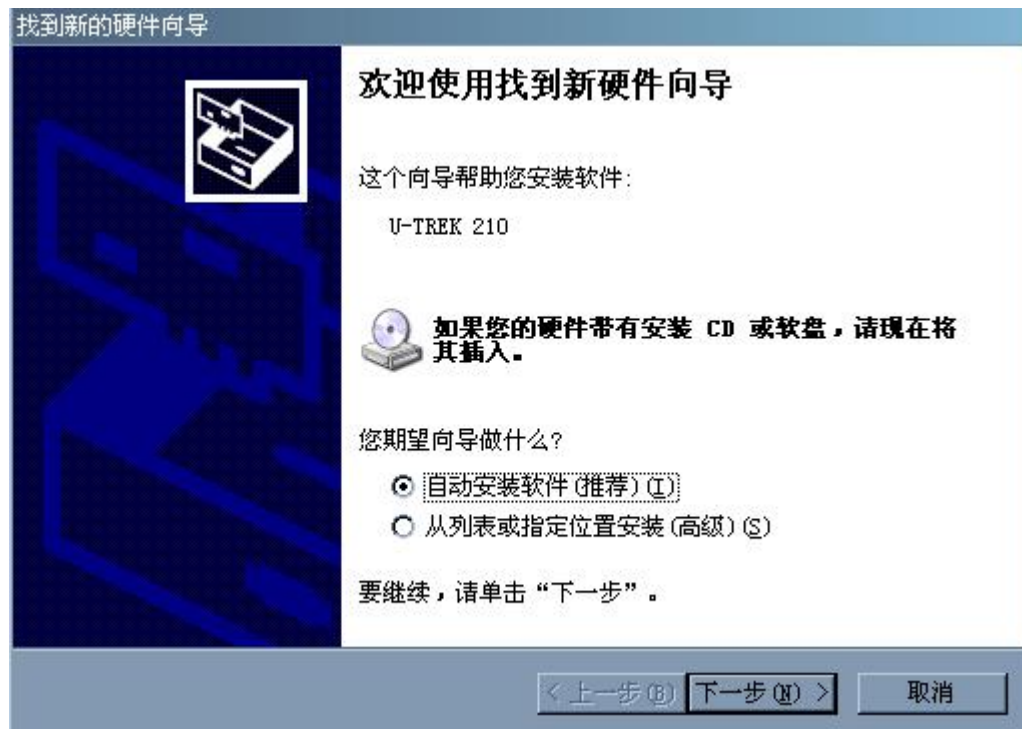 找到新的硬件向导
欢迎使用找到新硬件向导
这个向导帮助您安装软件:
U-TREK 210
如果您的硬件带有安装 CD 或软盘，请现在将
其插入。
您期望向导做什么?
自动安装软件(推荐)(I)
从列表或指定位置安装(高级)(S)
要继续，请单击“下一步”。
< 上一步(B) 下一步(N) > 取消